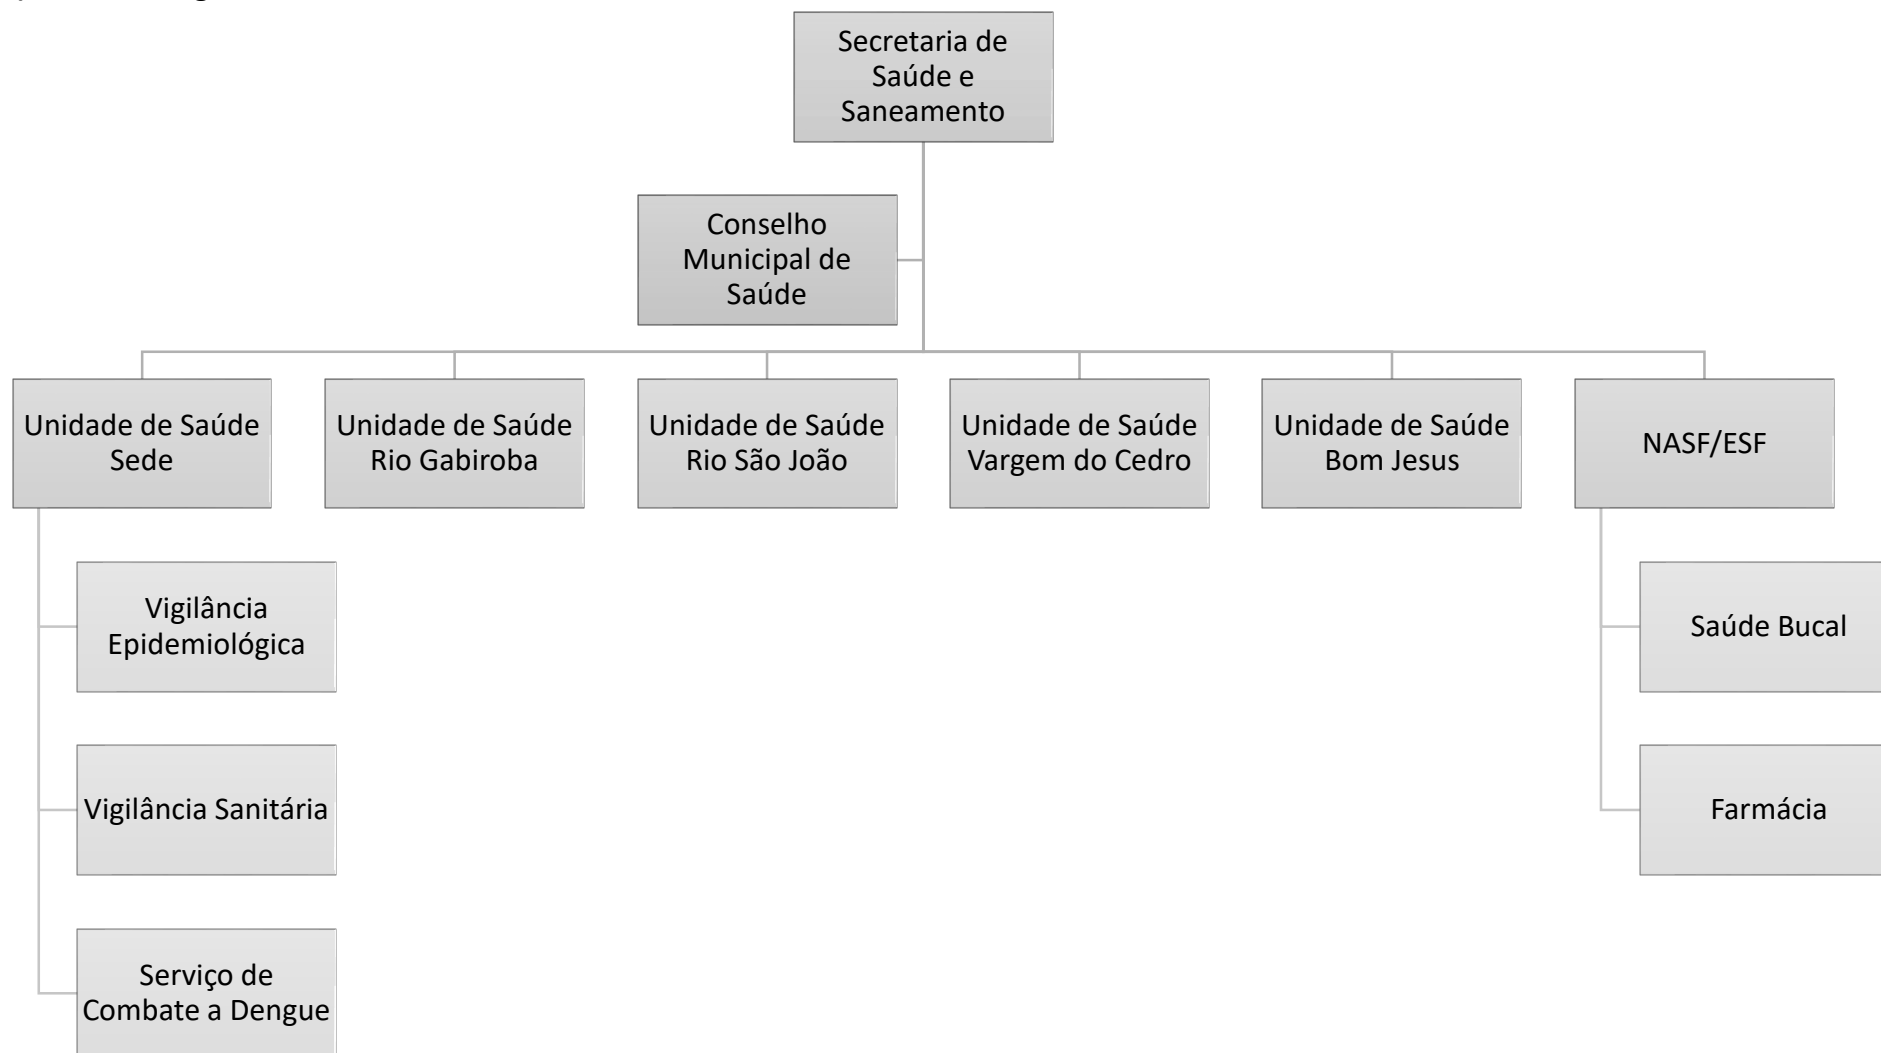 Secretaria de
Saúde e
Saneamento
Conselho
Municipal de
Saúde
Unidade de Saúde
Sede
Unidade de Saúde
Rio Gabiroba
Unidade de Saúde
Rio São João
Unidade de Saúde
Vargem do Cedro
Unidade de Saúde
Bom Jesus
NASF/ESF
Vigilância
Epidemiológica
Vigilância Sanitária
Serviço de
Combate a Dengue
Saúde Bucal
Farmácia